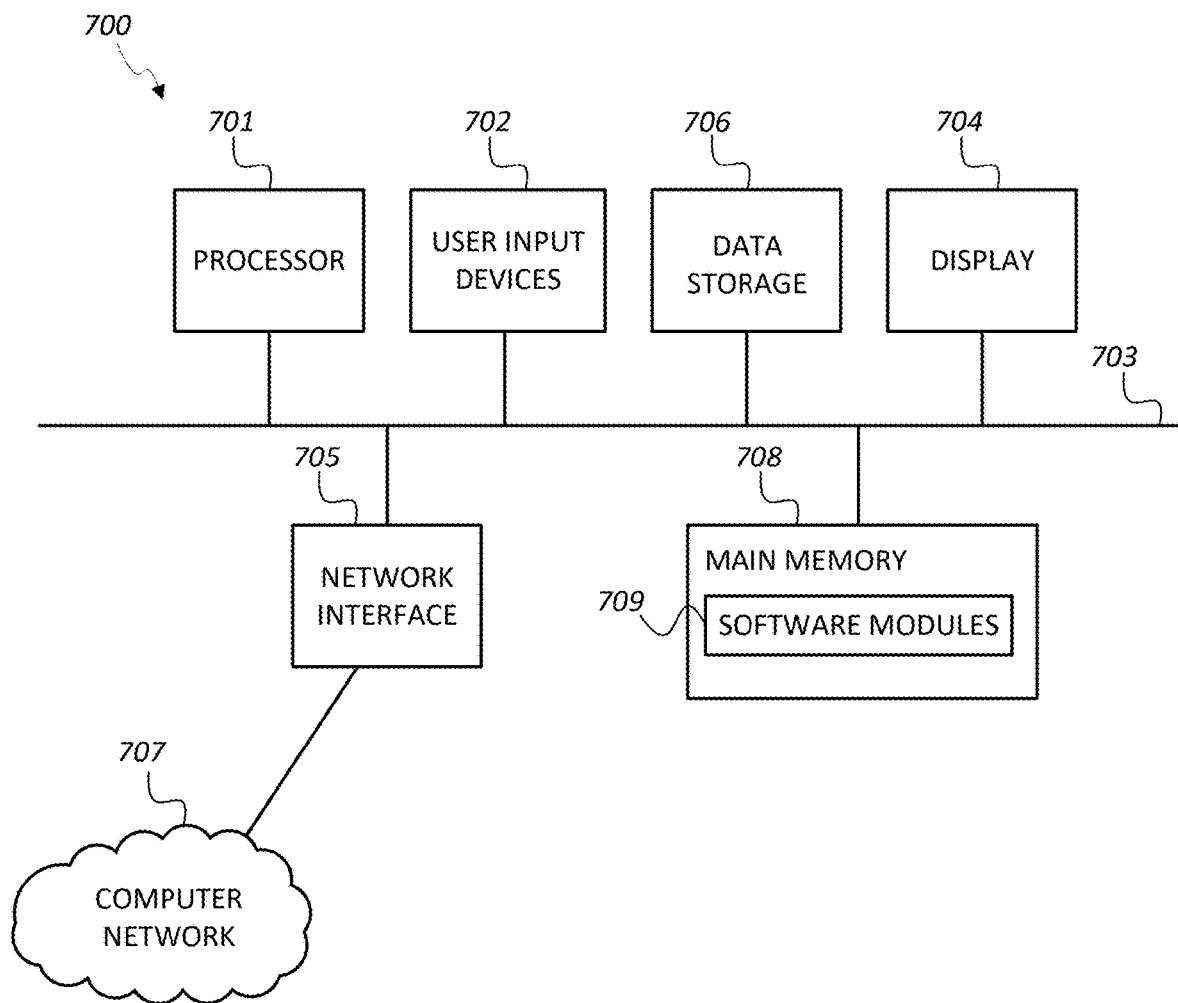 700
701
702
706
704
PROCESSOR
USER INPUT
DEVICES
DATA
STORAGE
DISPLAY
703
705
708
NETWORK
INTERFACE
MAIN MEMORY
709
SOFTWARE MODULES
707
COMPUTER
NETWORK